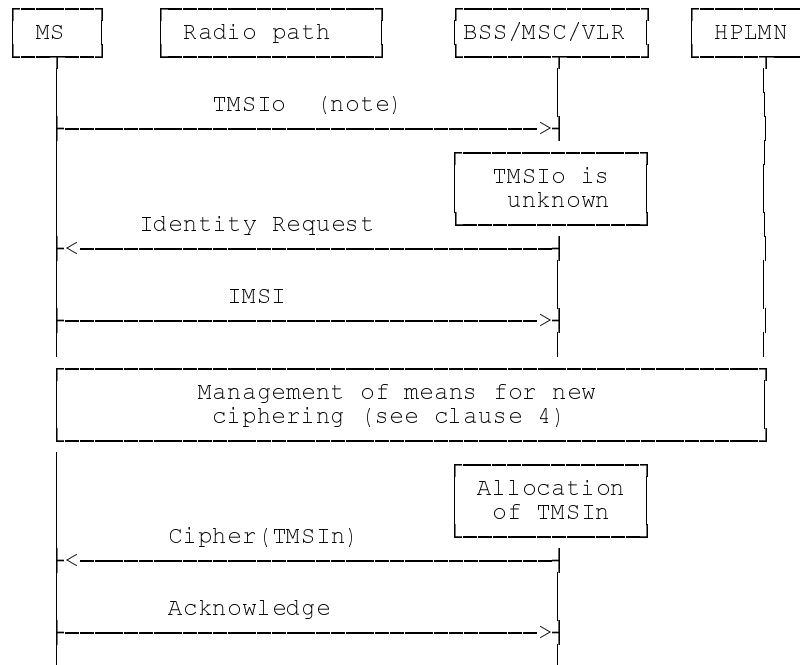 MS Radio path BSS/MSC/VLR HPLMN
TMSIo (note)
TMSIo is
unknown
Identity Request
IMSI
Management of means for new
ciphering (see clause 4)
Allocation
of TMSIn
Cipher(TMSIn)
Acknowledge